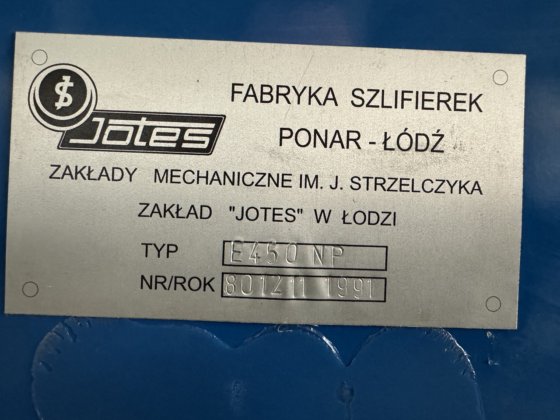 JS
Jotes
FABRYKA SZLIFIEREK
PONAR - ŁÓDŹ
ZAKŁADY MECHANICZNE IM. J. STRZELCZYKA
ZAKŁAD "JOTES" W ŁODZI
TYP E450 NP
NR/ROK 801211 1991